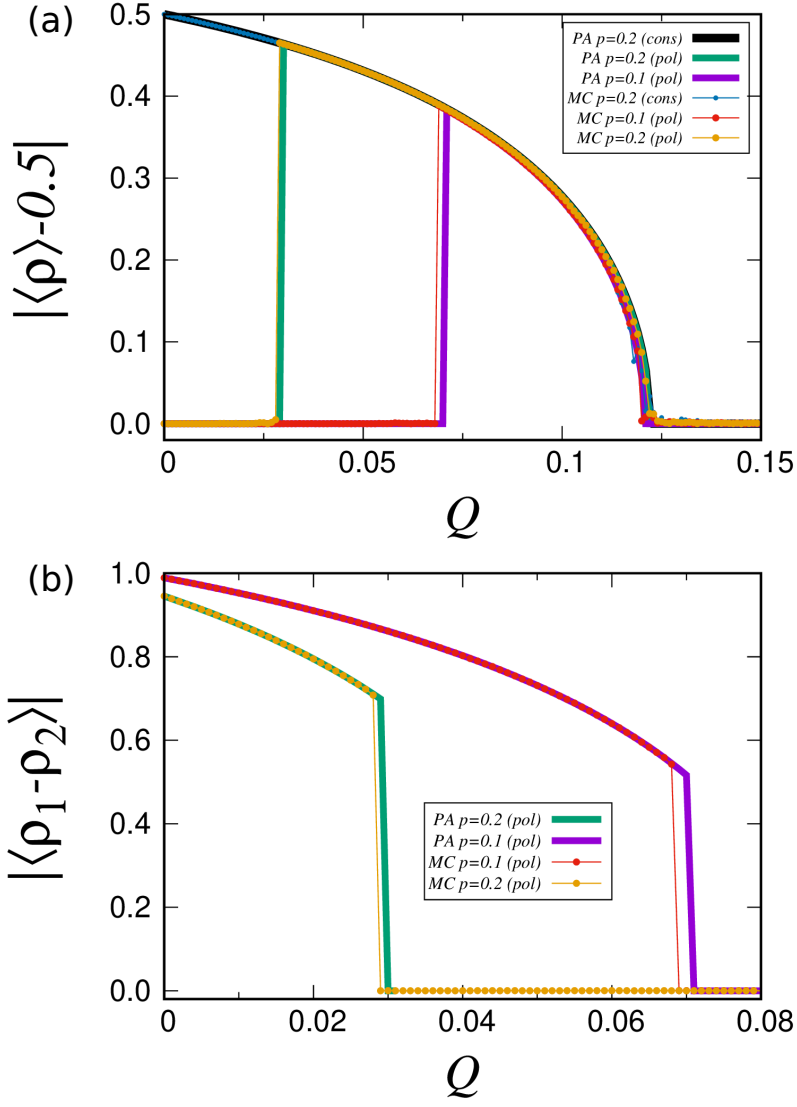 (a)
|⟨ρ⟩-0.5|
0.5
0.4
0.3
0.2
0.1
0.0
PA p=0.2 (cons)
PA p=0.2 (pol)
PA p=0.1 (pol)
MC p=0.2 (cons)
MC p=0.1 (pol)
MC p=0.2 (pol)
0 0.05 0.1 0.15
Q
(b)
|⟨ρ1-ρ2⟩|
1.0
0.8
0.6
0.4
0.2
0.0
PA p=0.2 (pol)
PA p=0.1 (pol)
MC p=0.1 (pol)
MC p=0.2 (pol)
0 0.02 0.04 0.06 0.08
Q